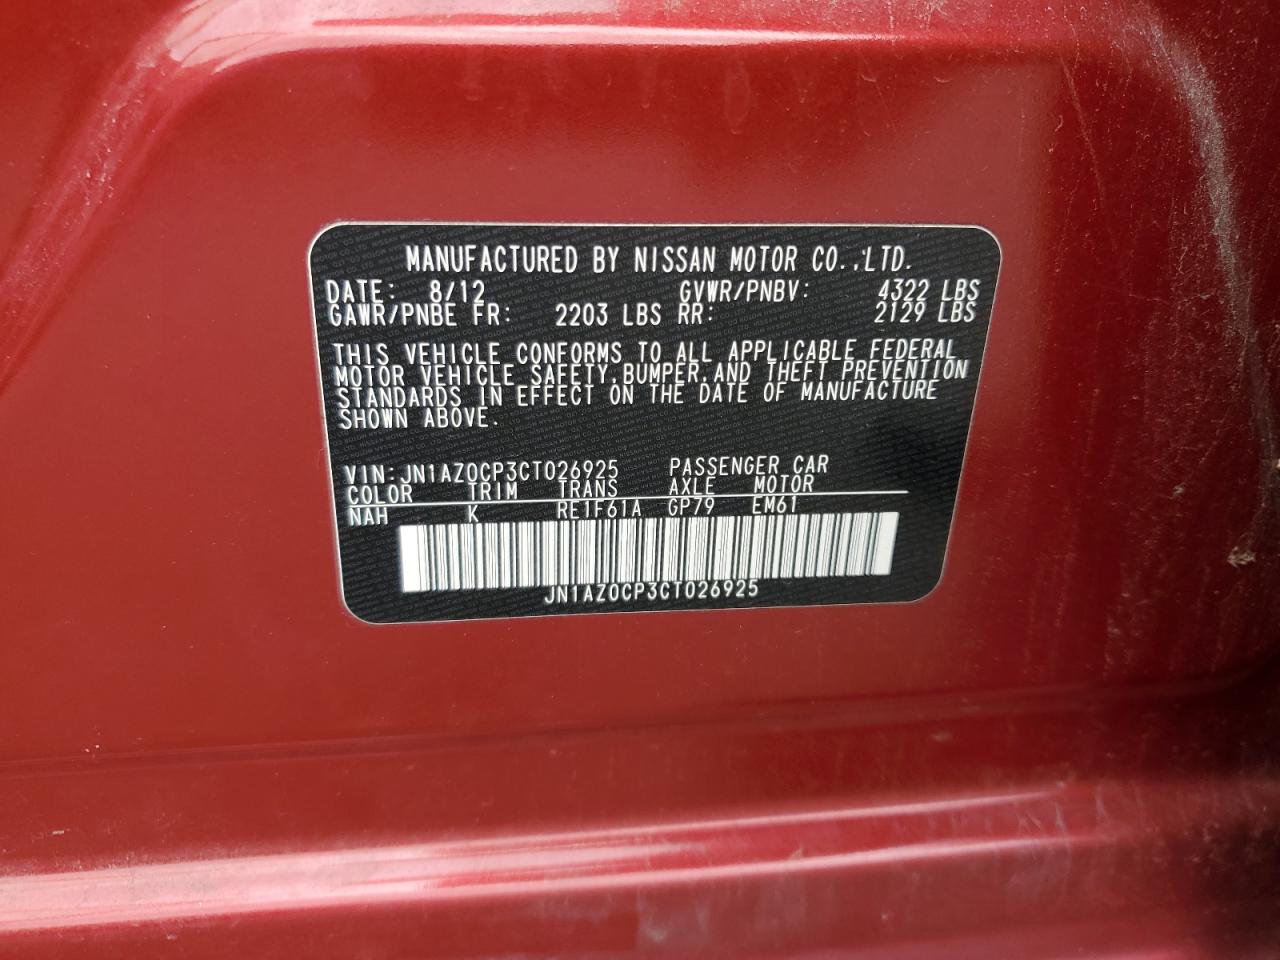 MANUFACTURED BY NISSAN MOTOR CO.,LTD.
DATE: 8/12 GVWR/PNBV: 4322 LBS
GAWR/PNBE FR: 2203 LBS RR: 2129 LBS
THIS VEHICLE CONFORMS TO ALL APPLICABLE FEDERAL
MOTOR VEHICLE SAFETY,BUMPER,AND THEFT PREVENTION
STANDARDS IN EFFECT ON THE DATE OF MANUFACTURE
SHOWN ABOVE.
VIN:JN1AZ0CP3CT026925 PASSENGER CAR
COLOR TRIM TRANS AXLE MOTOR
NAH K RE1F61A GP79 EM61
JN1AZ0CP3CT026925